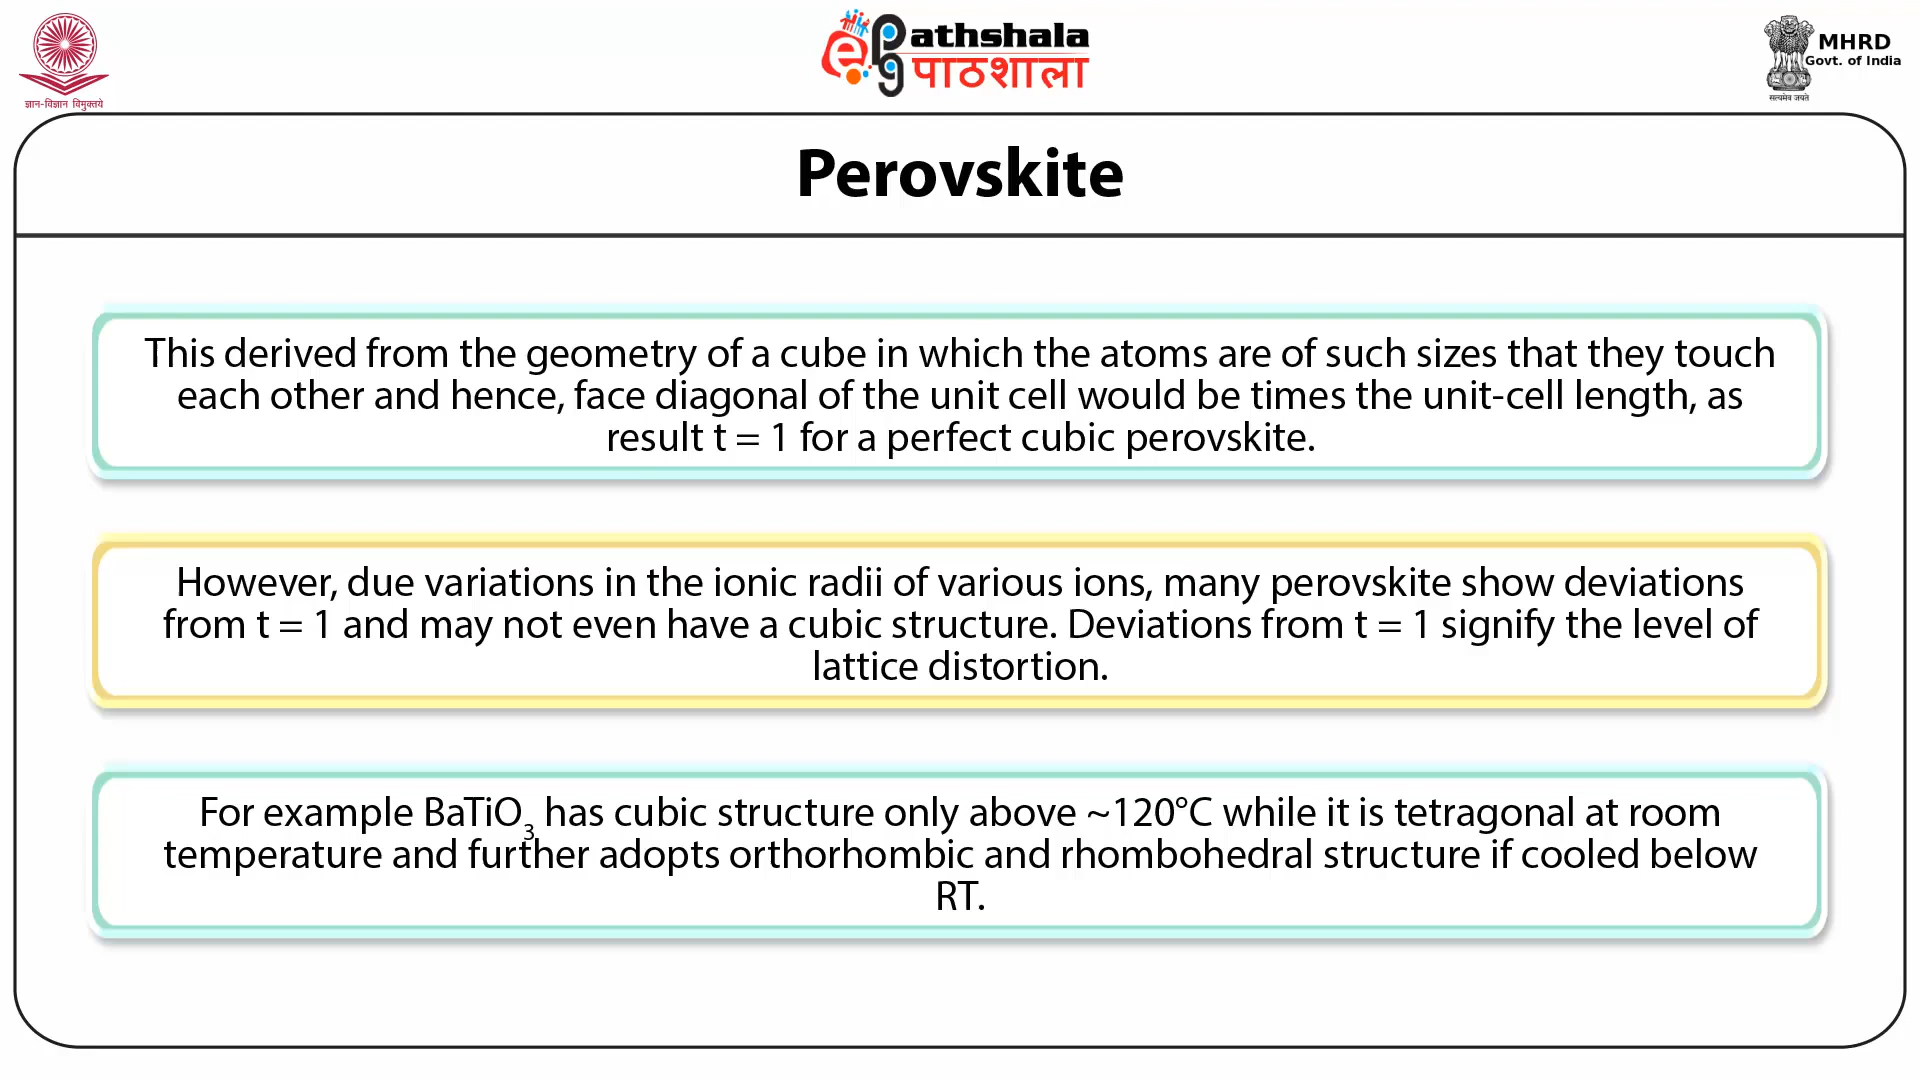 ज्ञान-विज्ञान विमुक्तये
ePathshala
पाठशाला
MHRD
Govt. of India
सत्यमेव जयते
Perovskite
This derived from the geometry of a cube in which the atoms are of such sizes that they touch
each other and hence, face diagonal of the unit cell would be times the unit-cell length, as
result t = 1 for a perfect cubic perovskite.
However, due variations in the ionic radii of various ions, many perovskite show deviations
from t = 1 and may not even have a cubic structure. Deviations from t = 1 signify the level of
lattice distortion.
For example BaTiO₃ has cubic structure only above ~120°C while it is tetragonal at room
temperature and further adopts orthorhombic and rhombohedral structure if cooled below
RT.